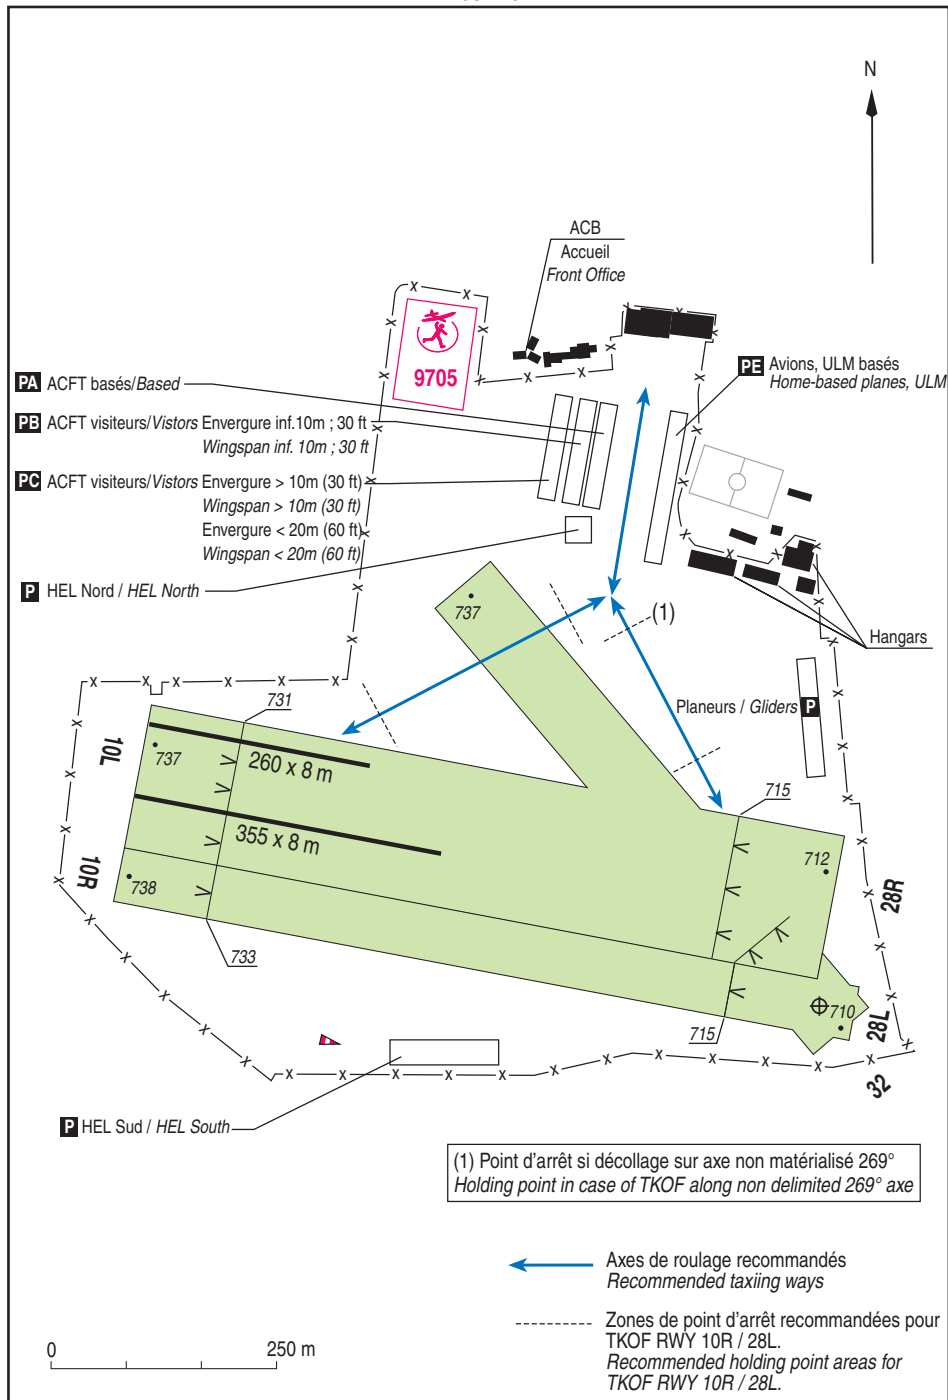 N
ACB
Accueil
Front Office
9705
PA ACFT basés/Based
PE Avions, ULM basés
Home-based planes, ULM
PB ACFT visiteurs/Vistors Envergure inf.10m ; 30 ft
Wingspan inf. 10m ; 30 ft
PC ACFT visiteurs/Vistors Envergure > 10m (30 ft)
Wingspan > 10m (30 ft)
Envergure < 20m (60 ft)
Wingspan < 20m (60 ft)
P HEL Nord / HEL North
737
(1)
Hangars
Planeurs / Gliders P
731
10L
737
260 x 8 m
715
355 x 8 m
712
10R
738
28R
733
710
28L
715
32
P HEL Sud / HEL South
(1) Point d'arrêt si décollage sur axe non matérialisé 269°
Holding point in case of TKOF along non delimited 269° axe
Axes de roulage recommandés
Recommended taxiing ways
Zones de point d'arrêt recommandées pour
TKOF RWY 10R / 28L.
Recommended holding point areas for
TKOF RWY 10R / 28L.
0 250 m